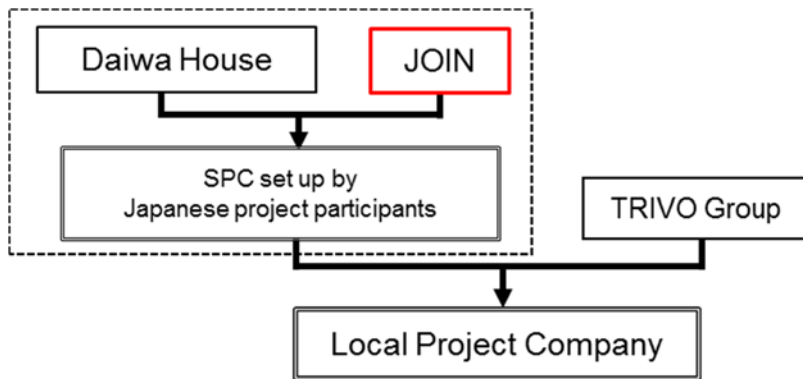 Daiwa House
JOIN
SPC set up by
Japanese project participants
TRIVO Group
Local Project Company